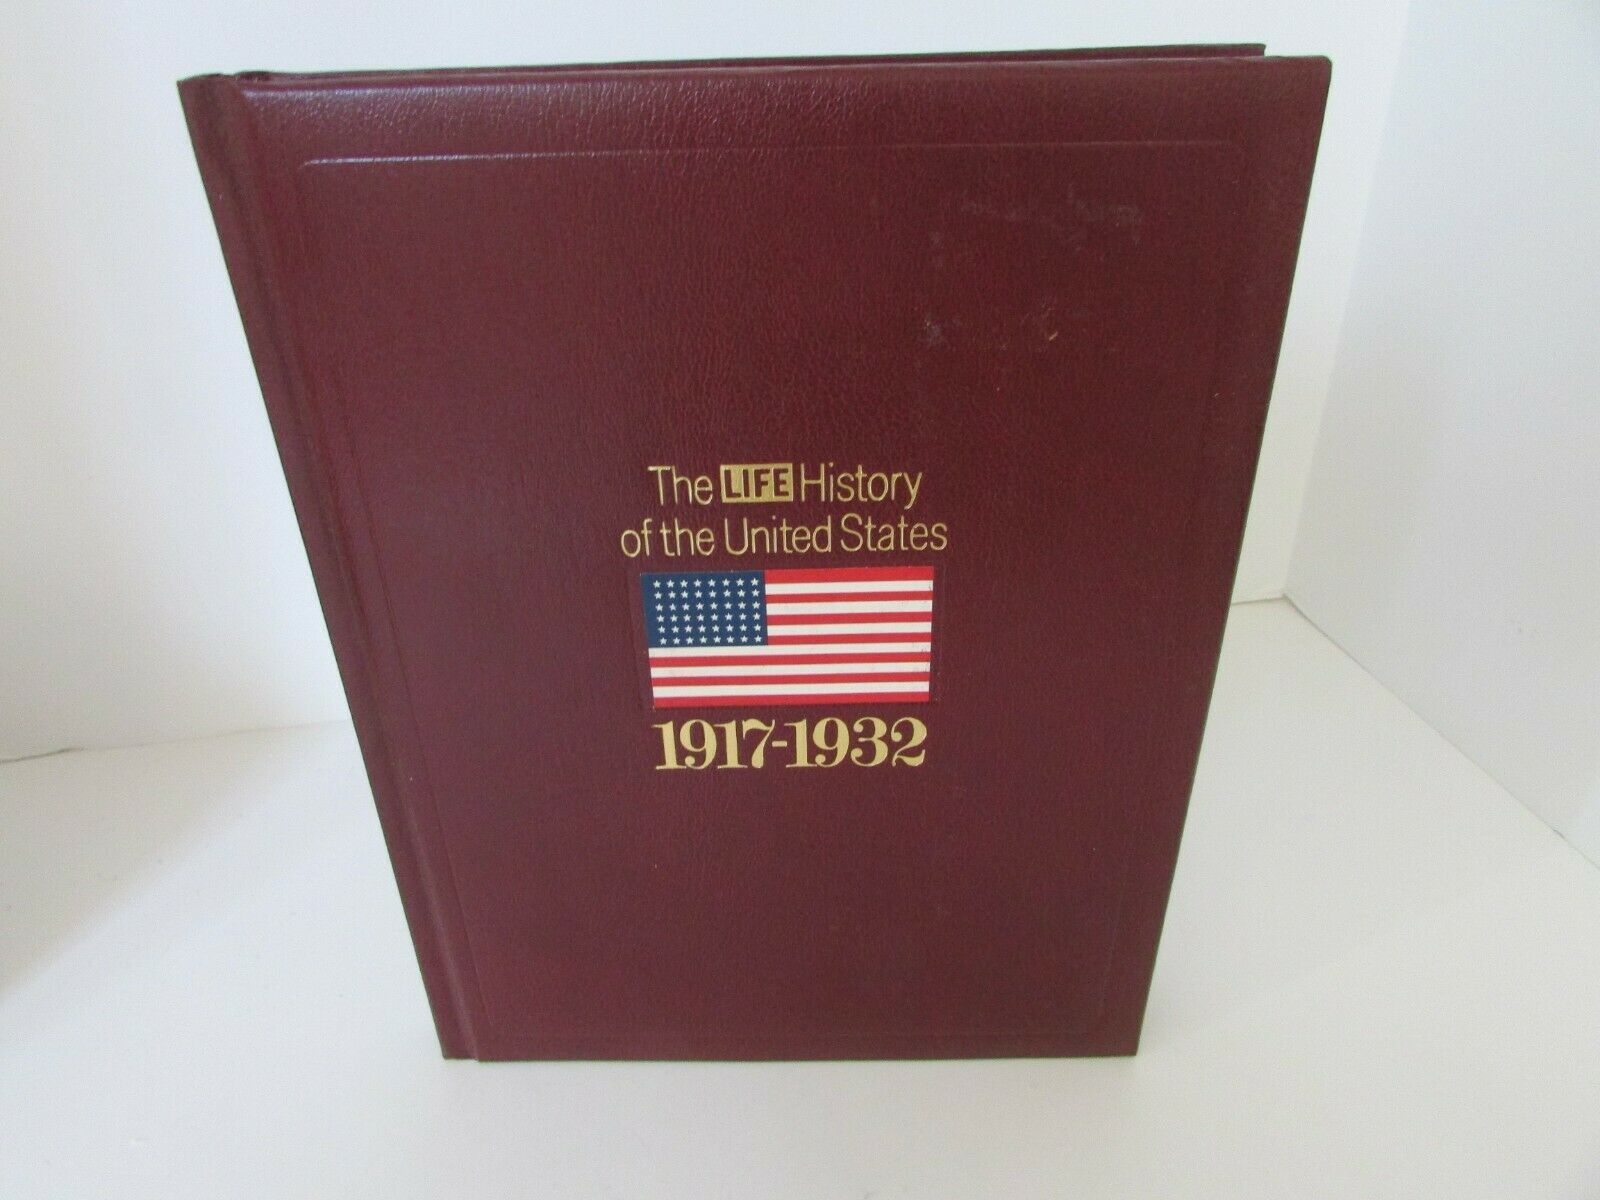 The LIFE History
of the United States
1917-1932